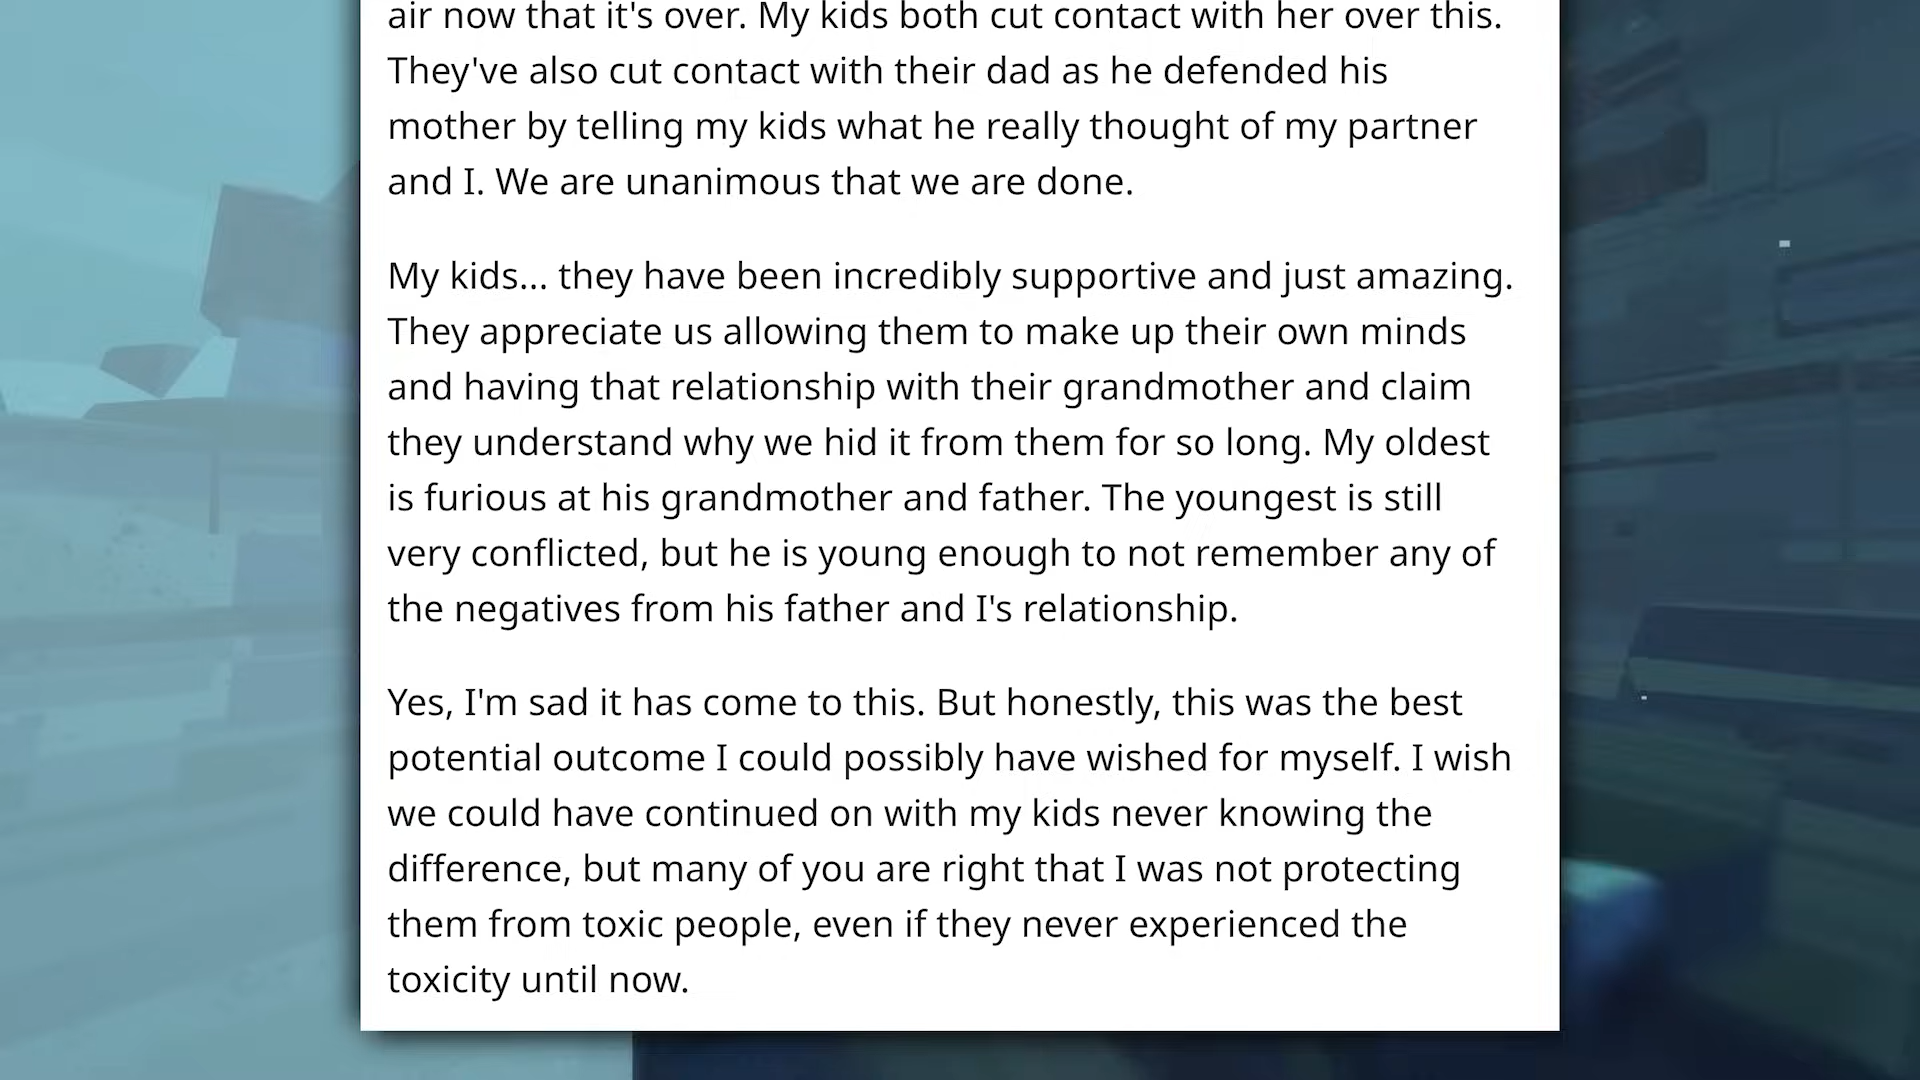 air now that it's over. My kids both cut contact with her over this.
They've also cut contact with their dad as he defended his
mother by telling my kids what he really thought of my partner
and I. We are unanimous that we are done.
My kids... they have been incredibly supportive and just amazing.
They appreciate us allowing them to make up their own minds
and having that relationship with their grandmother and claim
they understand why we hid it from them for so long. My oldest
is furious at his grandmother and father. The youngest is still
very conflicted, but he is young enough to not remember any of
the negatives from his father and I's relationship.
Yes, I'm sad it has come to this. But honestly, this was the best
potential outcome I could possibly have wished for myself. I wish
we could have continued on with my kids never knowing the
difference, but many of you are right that I was not protecting
them from toxic people, even if they never experienced the
toxicity until now.